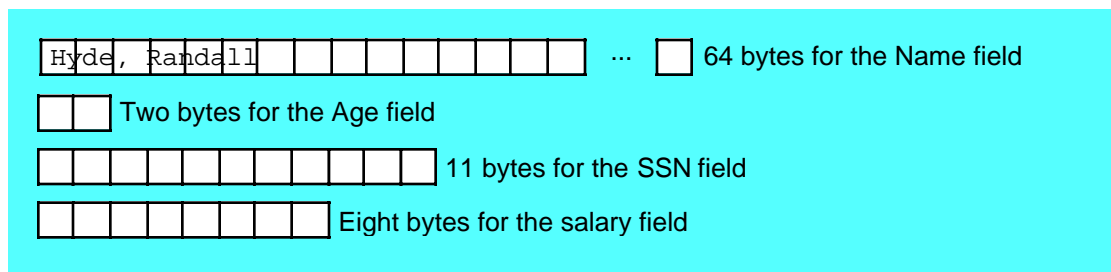 Hyde, Randall ... 64 bytes for the Name field
Two bytes for the Age field
11 bytes for the SSN field
Eight bytes for the salary field